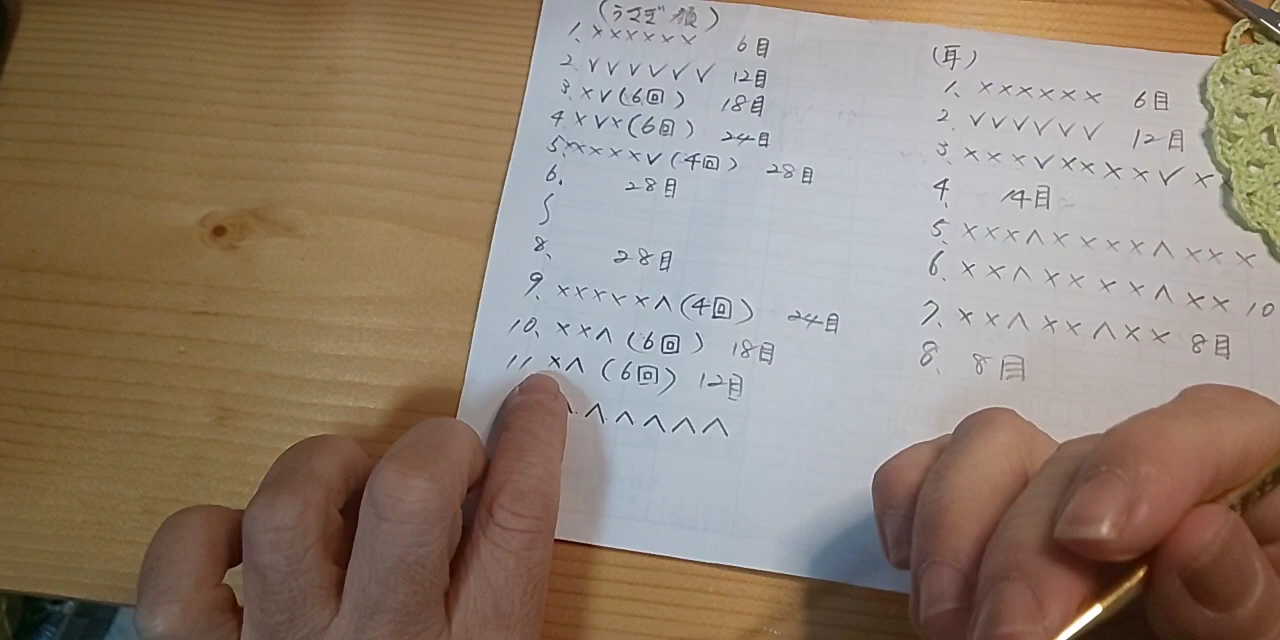 (うさぎ 頭)
1. ×××××× 6目
2. ∨∨∨∨∨∨ 12目
3. ×∨(6回) 18目
4. ×∨×(6回) 24目
5. ×××××∨(4回) 28目
6. 28目
∫
8. 28目
9. ×××××∧(4回) 24目
10. ××∧(6回) 18目
11. ×∧(6回) 12目
∧∧∧∧∧∧
(耳)
1. ×××××× 6目
2. ∨∨∨∨∨∨ 12目
3. ×××∨××××∨×
4. 14目
5. ×××∧××××∧×××
6. ××∧××××∧×× 10
7. ××∧××∧×× 8目
8. 8目